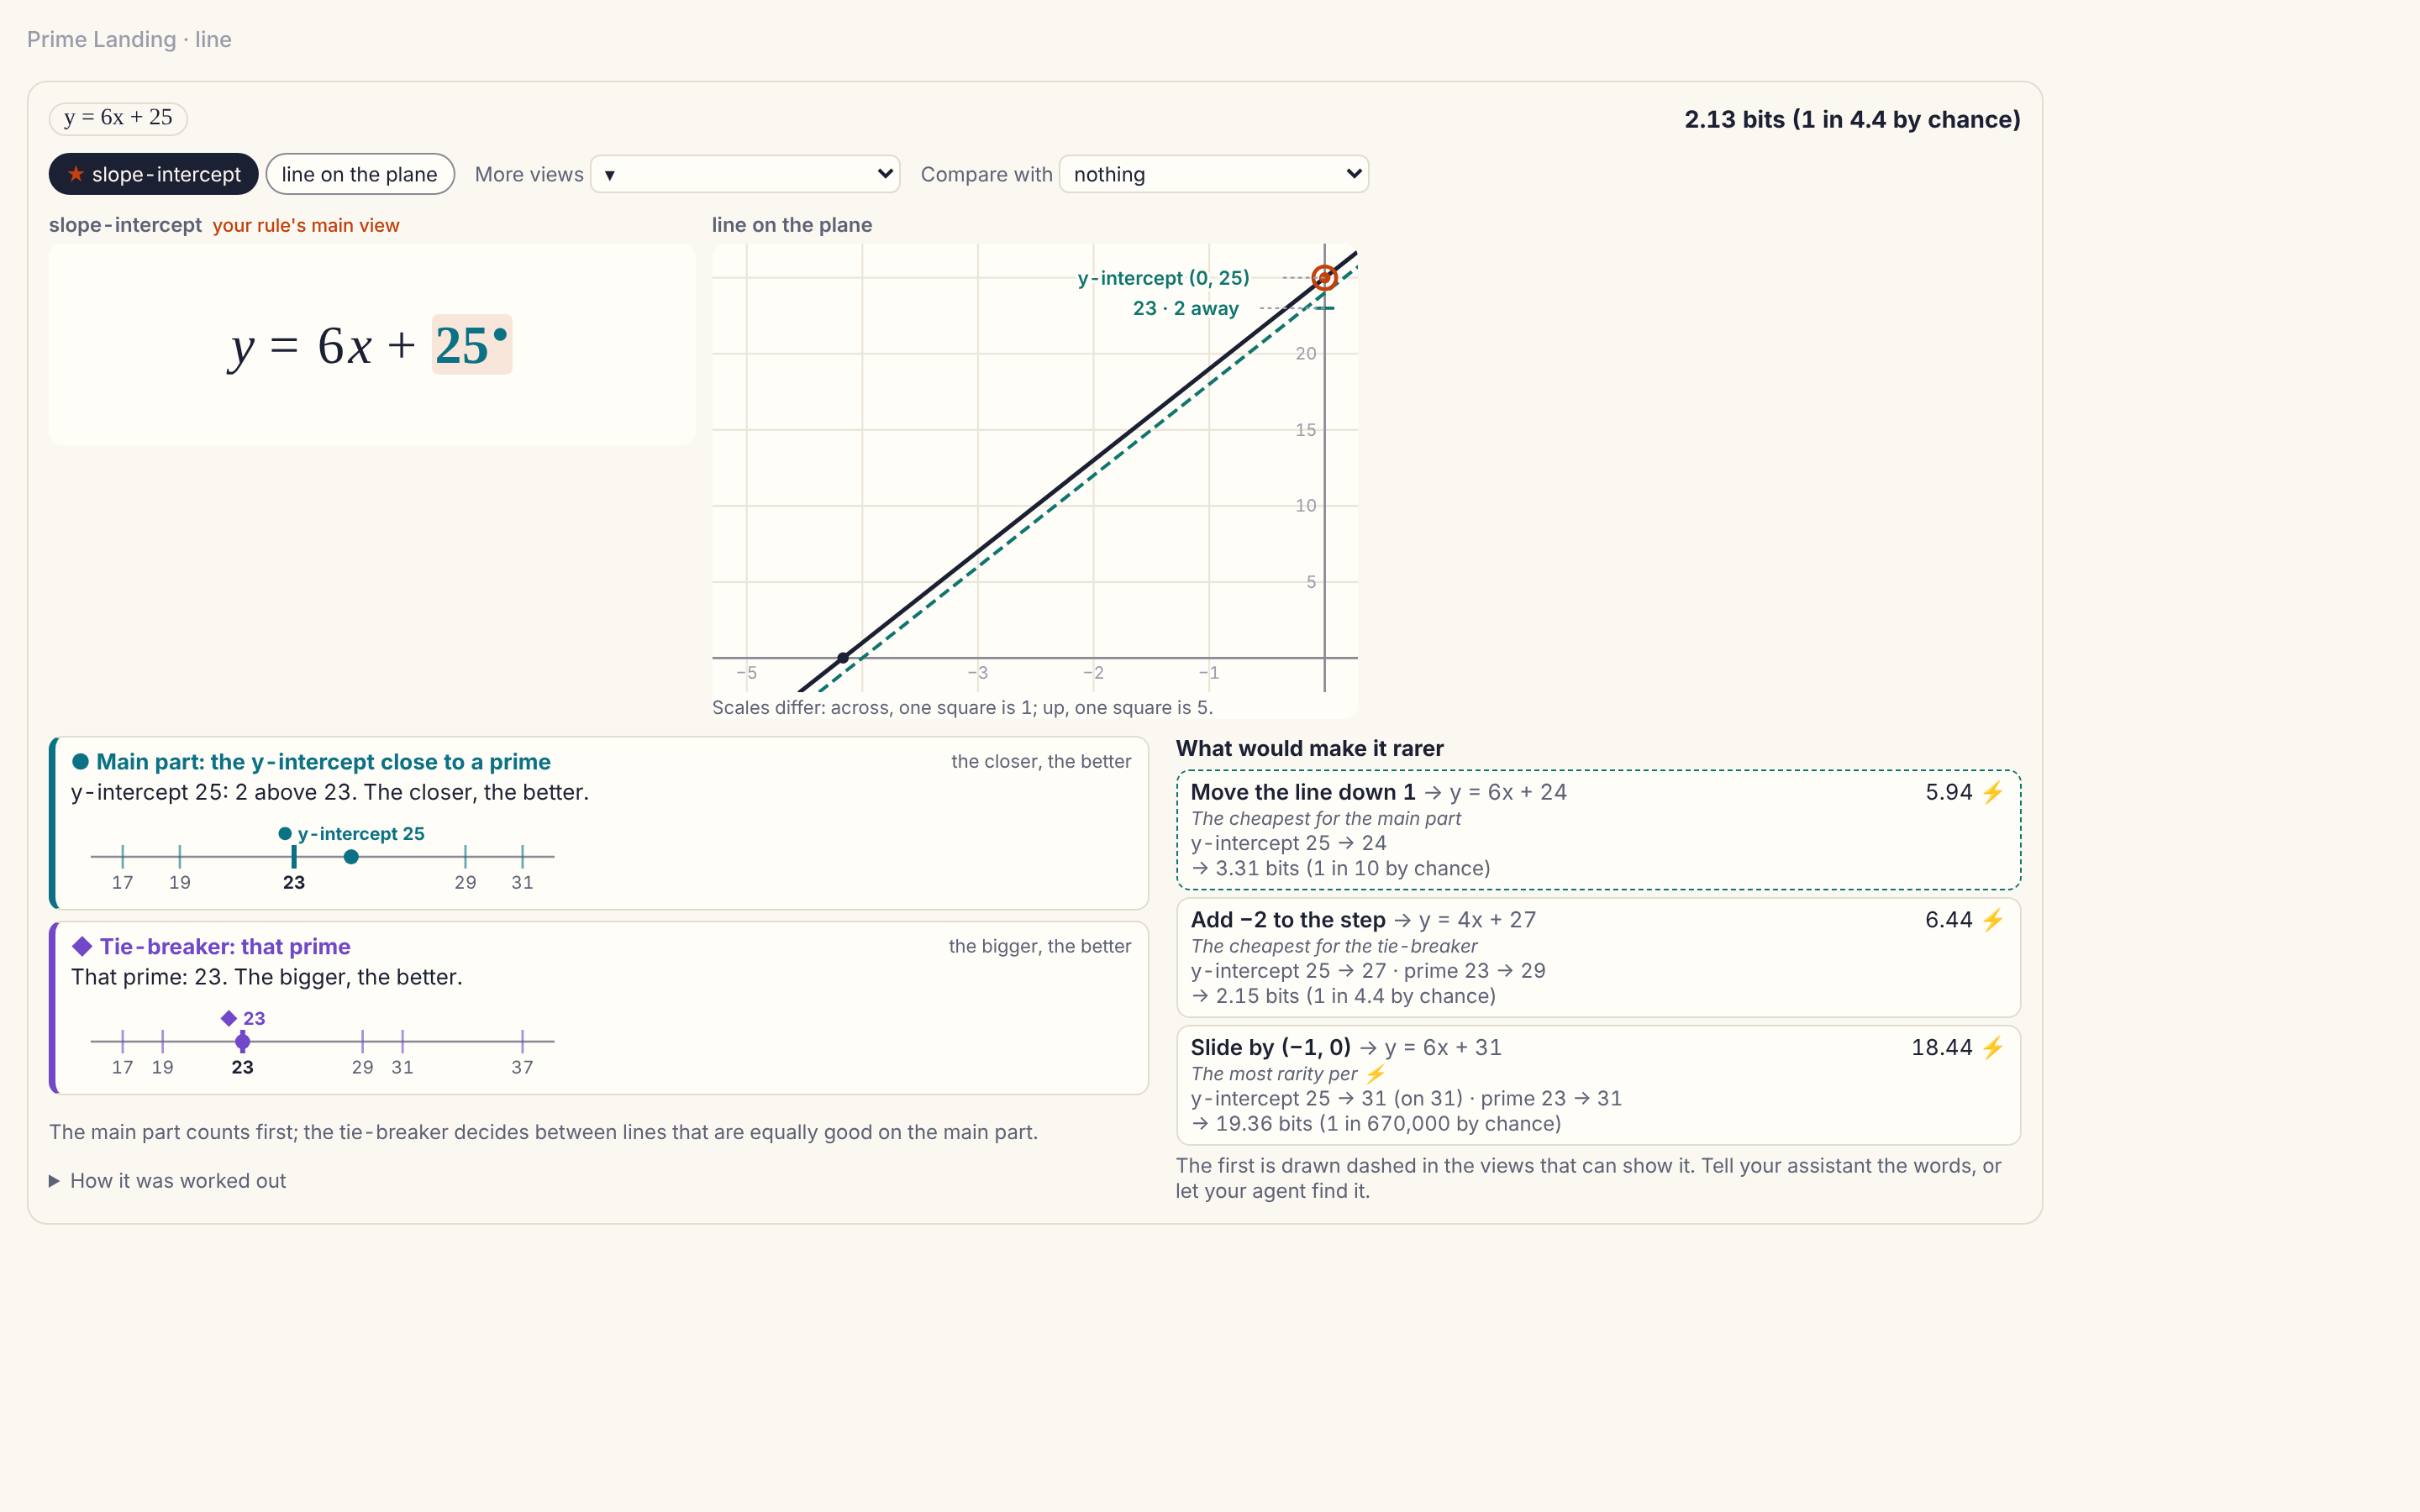 Prime Landing · line
y = 6x + 25
2.13 bits (1 in 4.4 by chance)
★ slope-intercept
line on the plane
More views ▾
Compare with nothing
slope-intercept your rule's main view
y = 6x + 25
line on the plane
y-intercept (0, 25)
23 · 2 away
20
15
10
5
−5 −3 −2 −1
Scales differ: across, one square is 1; up, one square is 5.
Main part: the y-intercept close to a prime the closer, the better
y-intercept 25: 2 above 23. The closer, the better.
y-intercept 25
17 19 23 29 31
Tie-breaker: that prime the bigger, the better
That prime: 23. The bigger, the better.
23
17 19 23 29 31 37
The main part counts first; the tie-breaker decides between lines that are equally good on the main part.
▶ How it was worked out
What would make it rarer
Move the line down 1 → y = 6x + 24 5.94 ⚡
The cheapest for the main part
y-intercept 25 → 24
→ 3.31 bits (1 in 10 by chance)
Add −2 to the step → y = 4x + 27 6.44 ⚡
The cheapest for the tie-breaker
y-intercept 25 → 27 · prime 23 → 29
→ 2.15 bits (1 in 4.4 by chance)
Slide by (−1, 0) → y = 6x + 31 18.44 ⚡
The most rarity per ⚡
y-intercept 25 → 31 (on 31) · prime 23 → 31
→ 19.36 bits (1 in 670,000 by chance)
The first is drawn dashed in the views that can show it. Tell your assistant the words, or
let your agent find it.